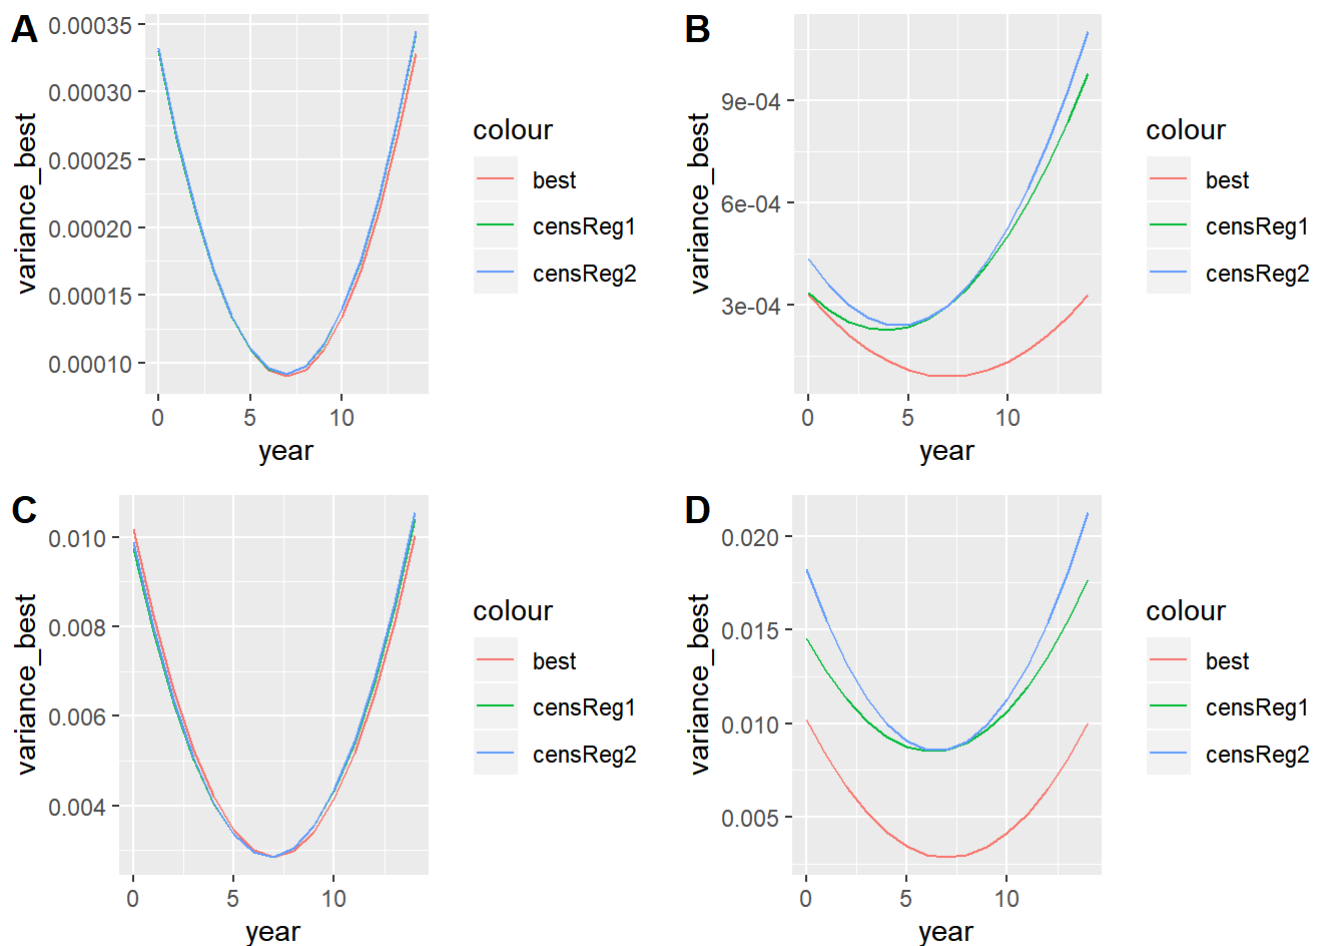 A
variance_best
0.00035
0.00030
0.00025
0.00020
0.00015
0.00010
0 5 10
year
colour
best
censReg1
censReg2
B
variance_best
9e-04
6e-04
3e-04
0 5 10
year
colour
best
censReg1
censReg2
C
variance_best
0.010
0.008
0.006
0.004
0 5 10
year
colour
best
censReg1
censReg2
D
variance_best
0.020
0.015
0.010
0.005
0 5 10
year
colour
best
censReg1
censReg2